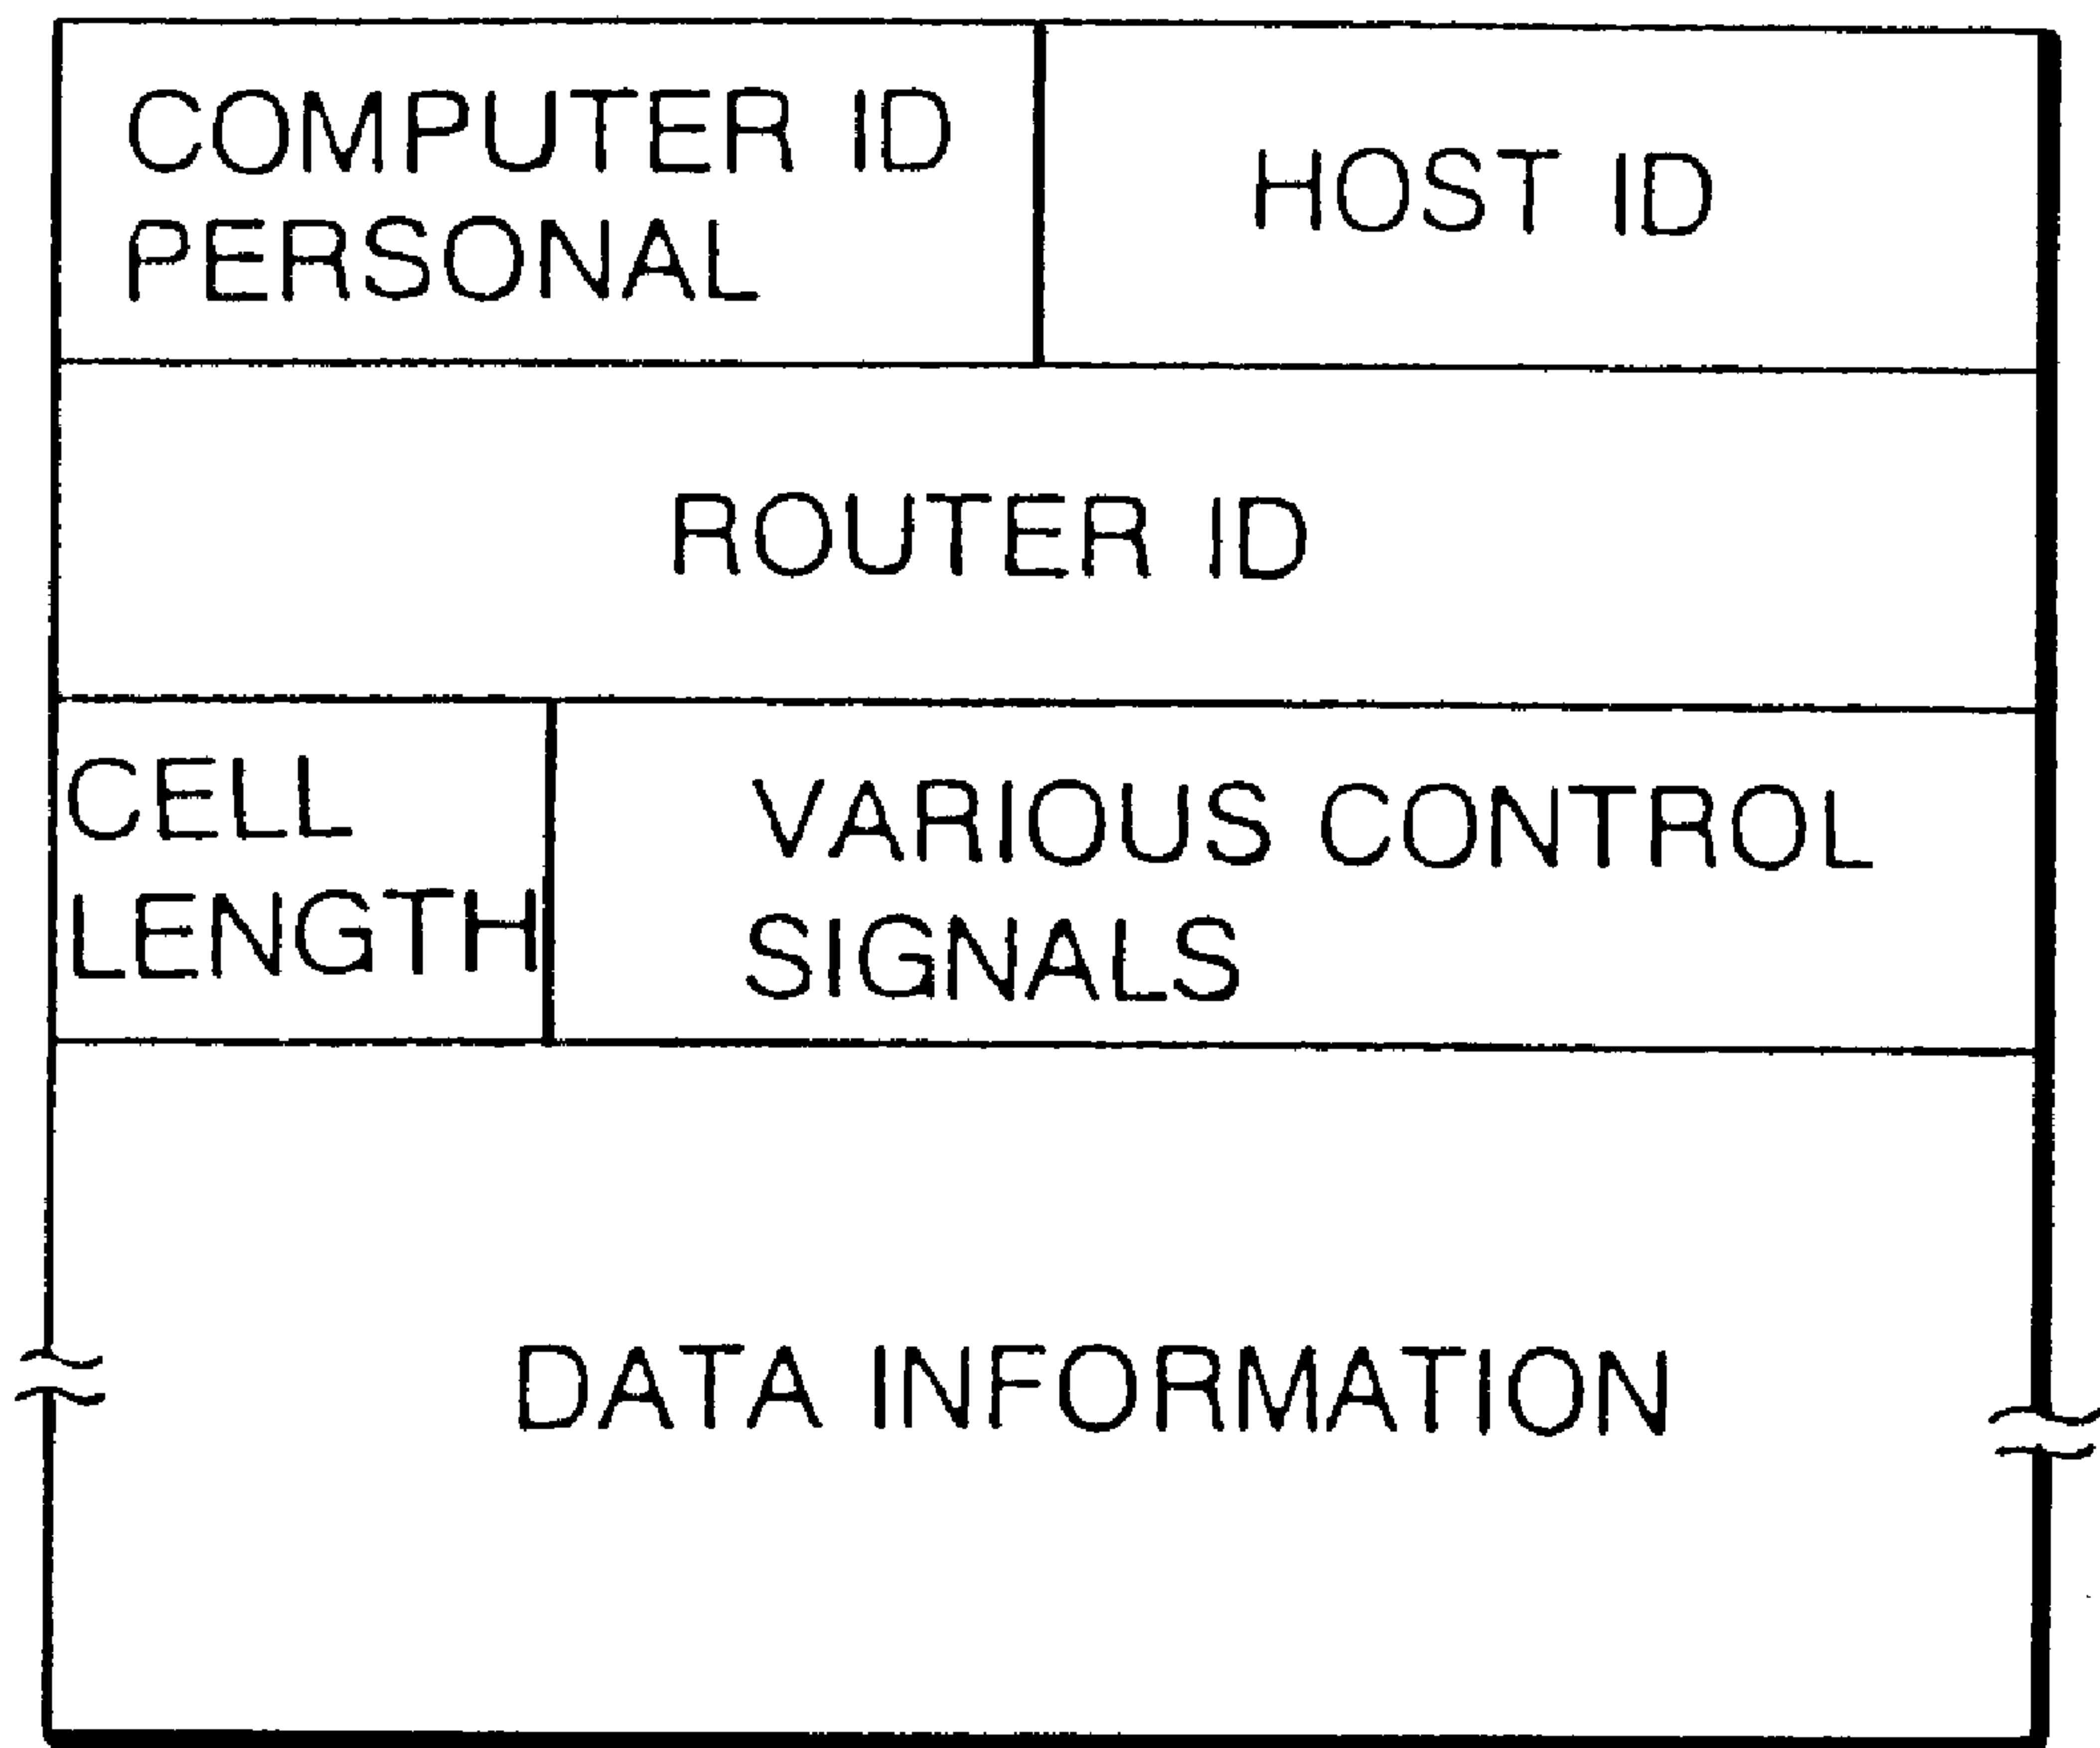 COMPUTER ID
PERSONAL
HOST ID
ROUTER ID
CELL
LENGTH
VARIOUS CONTROL
SIGNALS
DATA INFORMATION